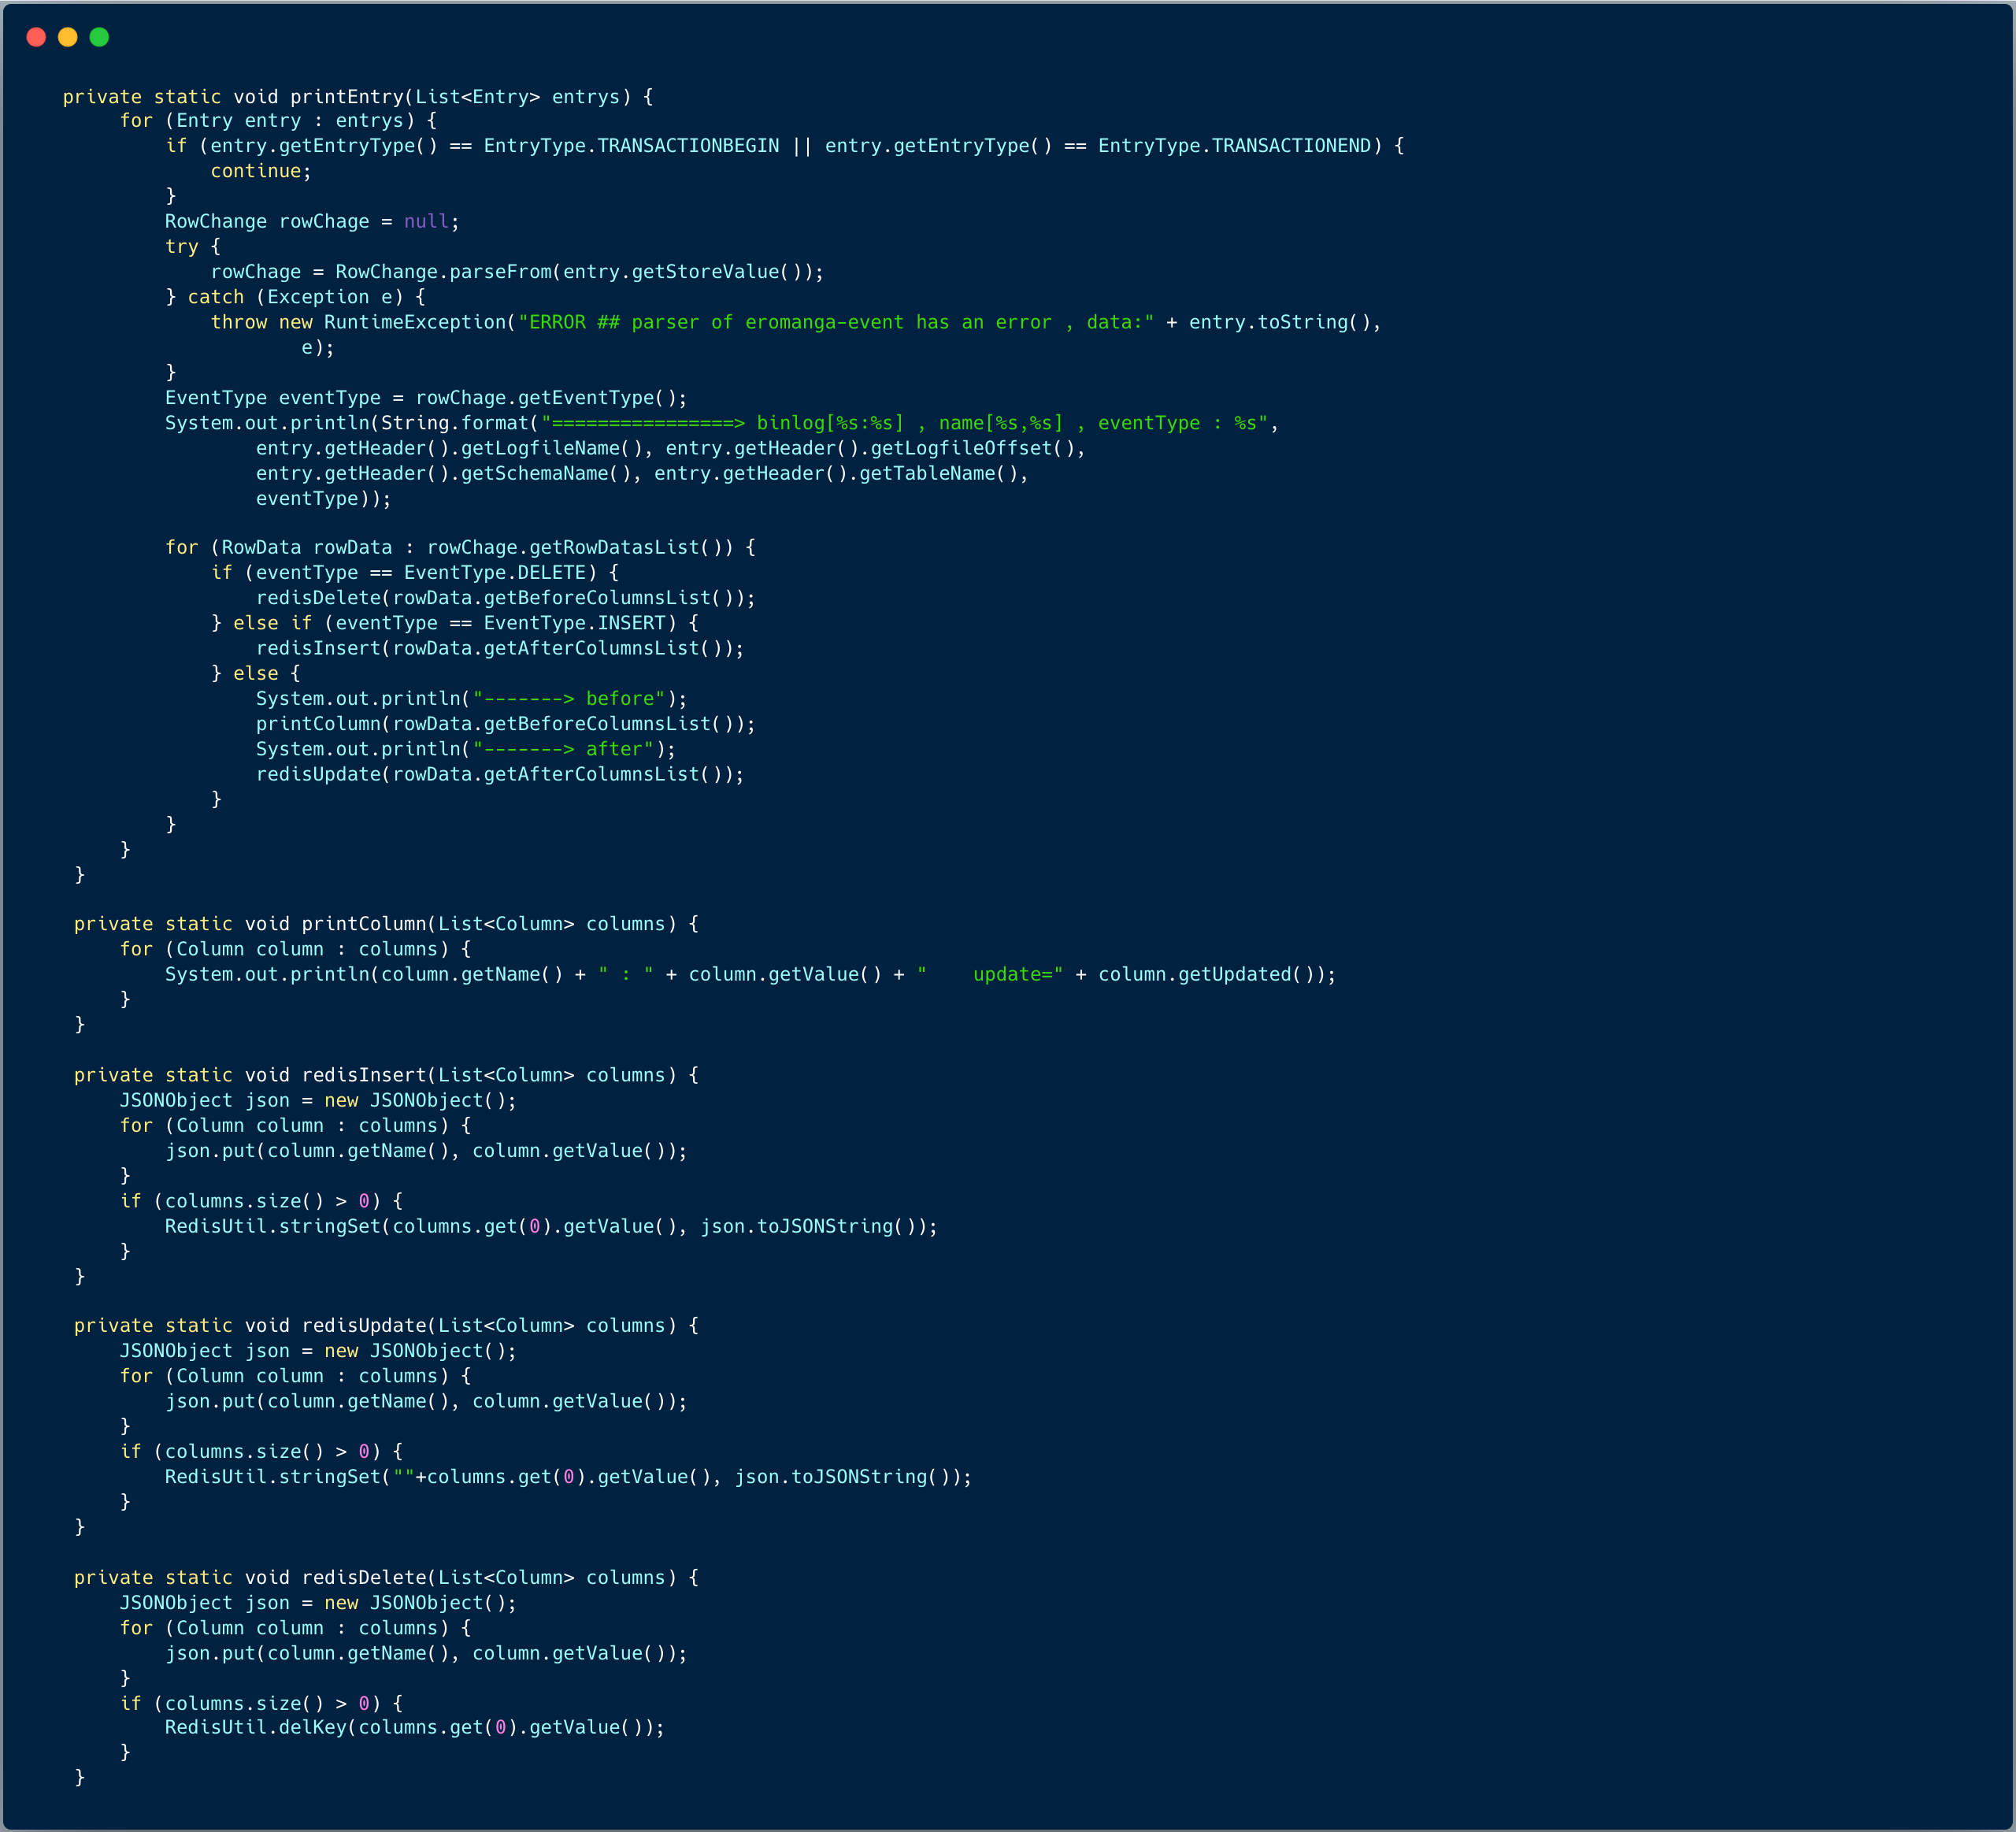 private static void printEntry(List<Entry> entrys) {
     for (Entry entry : entrys) {
         if (entry.getEntryType() == EntryType.TRANSACTIONBEGIN || entry.getEntryType() == EntryType.TRANSACTIONEND) {
             continue;
         }
         RowChange rowChage = null;
         try {
             rowChage = RowChange.parseFrom(entry.getStoreValue());
         } catch (Exception e) {
             throw new RuntimeException("ERROR ## parser of eromanga-event has an error , data:" + entry.toString(),
                     e);
         }
         EventType eventType = rowChage.getEventType();
         System.out.println(String.format("================> binlog[%s:%s] , name[%s,%s] , eventType : %s",
                 entry.getHeader().getLogfileName(), entry.getHeader().getLogfileOffset(),
                 entry.getHeader().getSchemaName(), entry.getHeader().getTableName(),
                 eventType));

         for (RowData rowData : rowChage.getRowDatasList()) {
             if (eventType == EventType.DELETE) {
                 redisDelete(rowData.getBeforeColumnsList());
             } else if (eventType == EventType.INSERT) {
                 redisInsert(rowData.getAfterColumnsList());
             } else {
                 System.out.println("-------> before");
                 printColumn(rowData.getBeforeColumnsList());
                 System.out.println("-------> after");
                 redisUpdate(rowData.getAfterColumnsList());
             }
         }
     }
 }

 private static void printColumn(List<Column> columns) {
     for (Column column : columns) {
         System.out.println(column.getName() + " : " + column.getValue() + "    update=" + column.getUpdated());
     }
 }

 private static void redisInsert(List<Column> columns) {
     JSONObject json = new JSONObject();
     for (Column column : columns) {
         json.put(column.getName(), column.getValue());
     }
     if (columns.size() > 0) {
         RedisUtil.stringSet(columns.get(0).getValue(), json.toJSONString());
     }
 }

 private static void redisUpdate(List<Column> columns) {
     JSONObject json = new JSONObject();
     for (Column column : columns) {
         json.put(column.getName(), column.getValue());
     }
     if (columns.size() > 0) {
         RedisUtil.stringSet(""+columns.get(0).getValue(), json.toJSONString());
     }
 }

 private static void redisDelete(List<Column> columns) {
     JSONObject json = new JSONObject();
     for (Column column : columns) {
         json.put(column.getName(), column.getValue());
     }
     if (columns.size() > 0) {
         RedisUtil.delKey(columns.get(0).getValue());
     }
 }